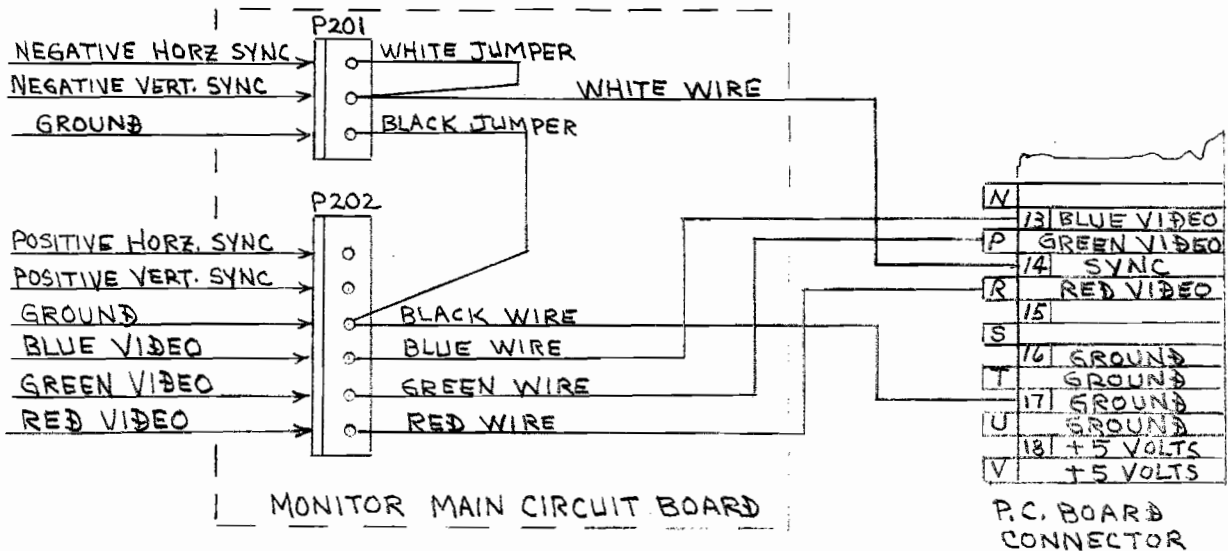 P201
NEGATIVE HORZ SYNC
WHITE JUMPER
NEGATIVE VERT. SYNC
WHITE WIRE
GROUND
BLACK JUMPER
P202
POSITIVE HORZ. SYNC
POSITIVE VERT. SYNC
GROUND
BLACK WIRE
BLUE VIDEO
BLUE WIRE
GREEN VIDEO
GREEN WIRE
RED VIDEO
RED WIRE
MONITOR MAIN CIRCUIT BOARD
N
13 BLUE VIDEO
P GREEN VIDEO
14 SYNC
R RED VIDEO
15
S
16 GROUND
T GROUND
17 GROUND
U GROUND
18 +5 VOLTS
V +5 VOLTS
P.C. BOARD
CONNECTOR